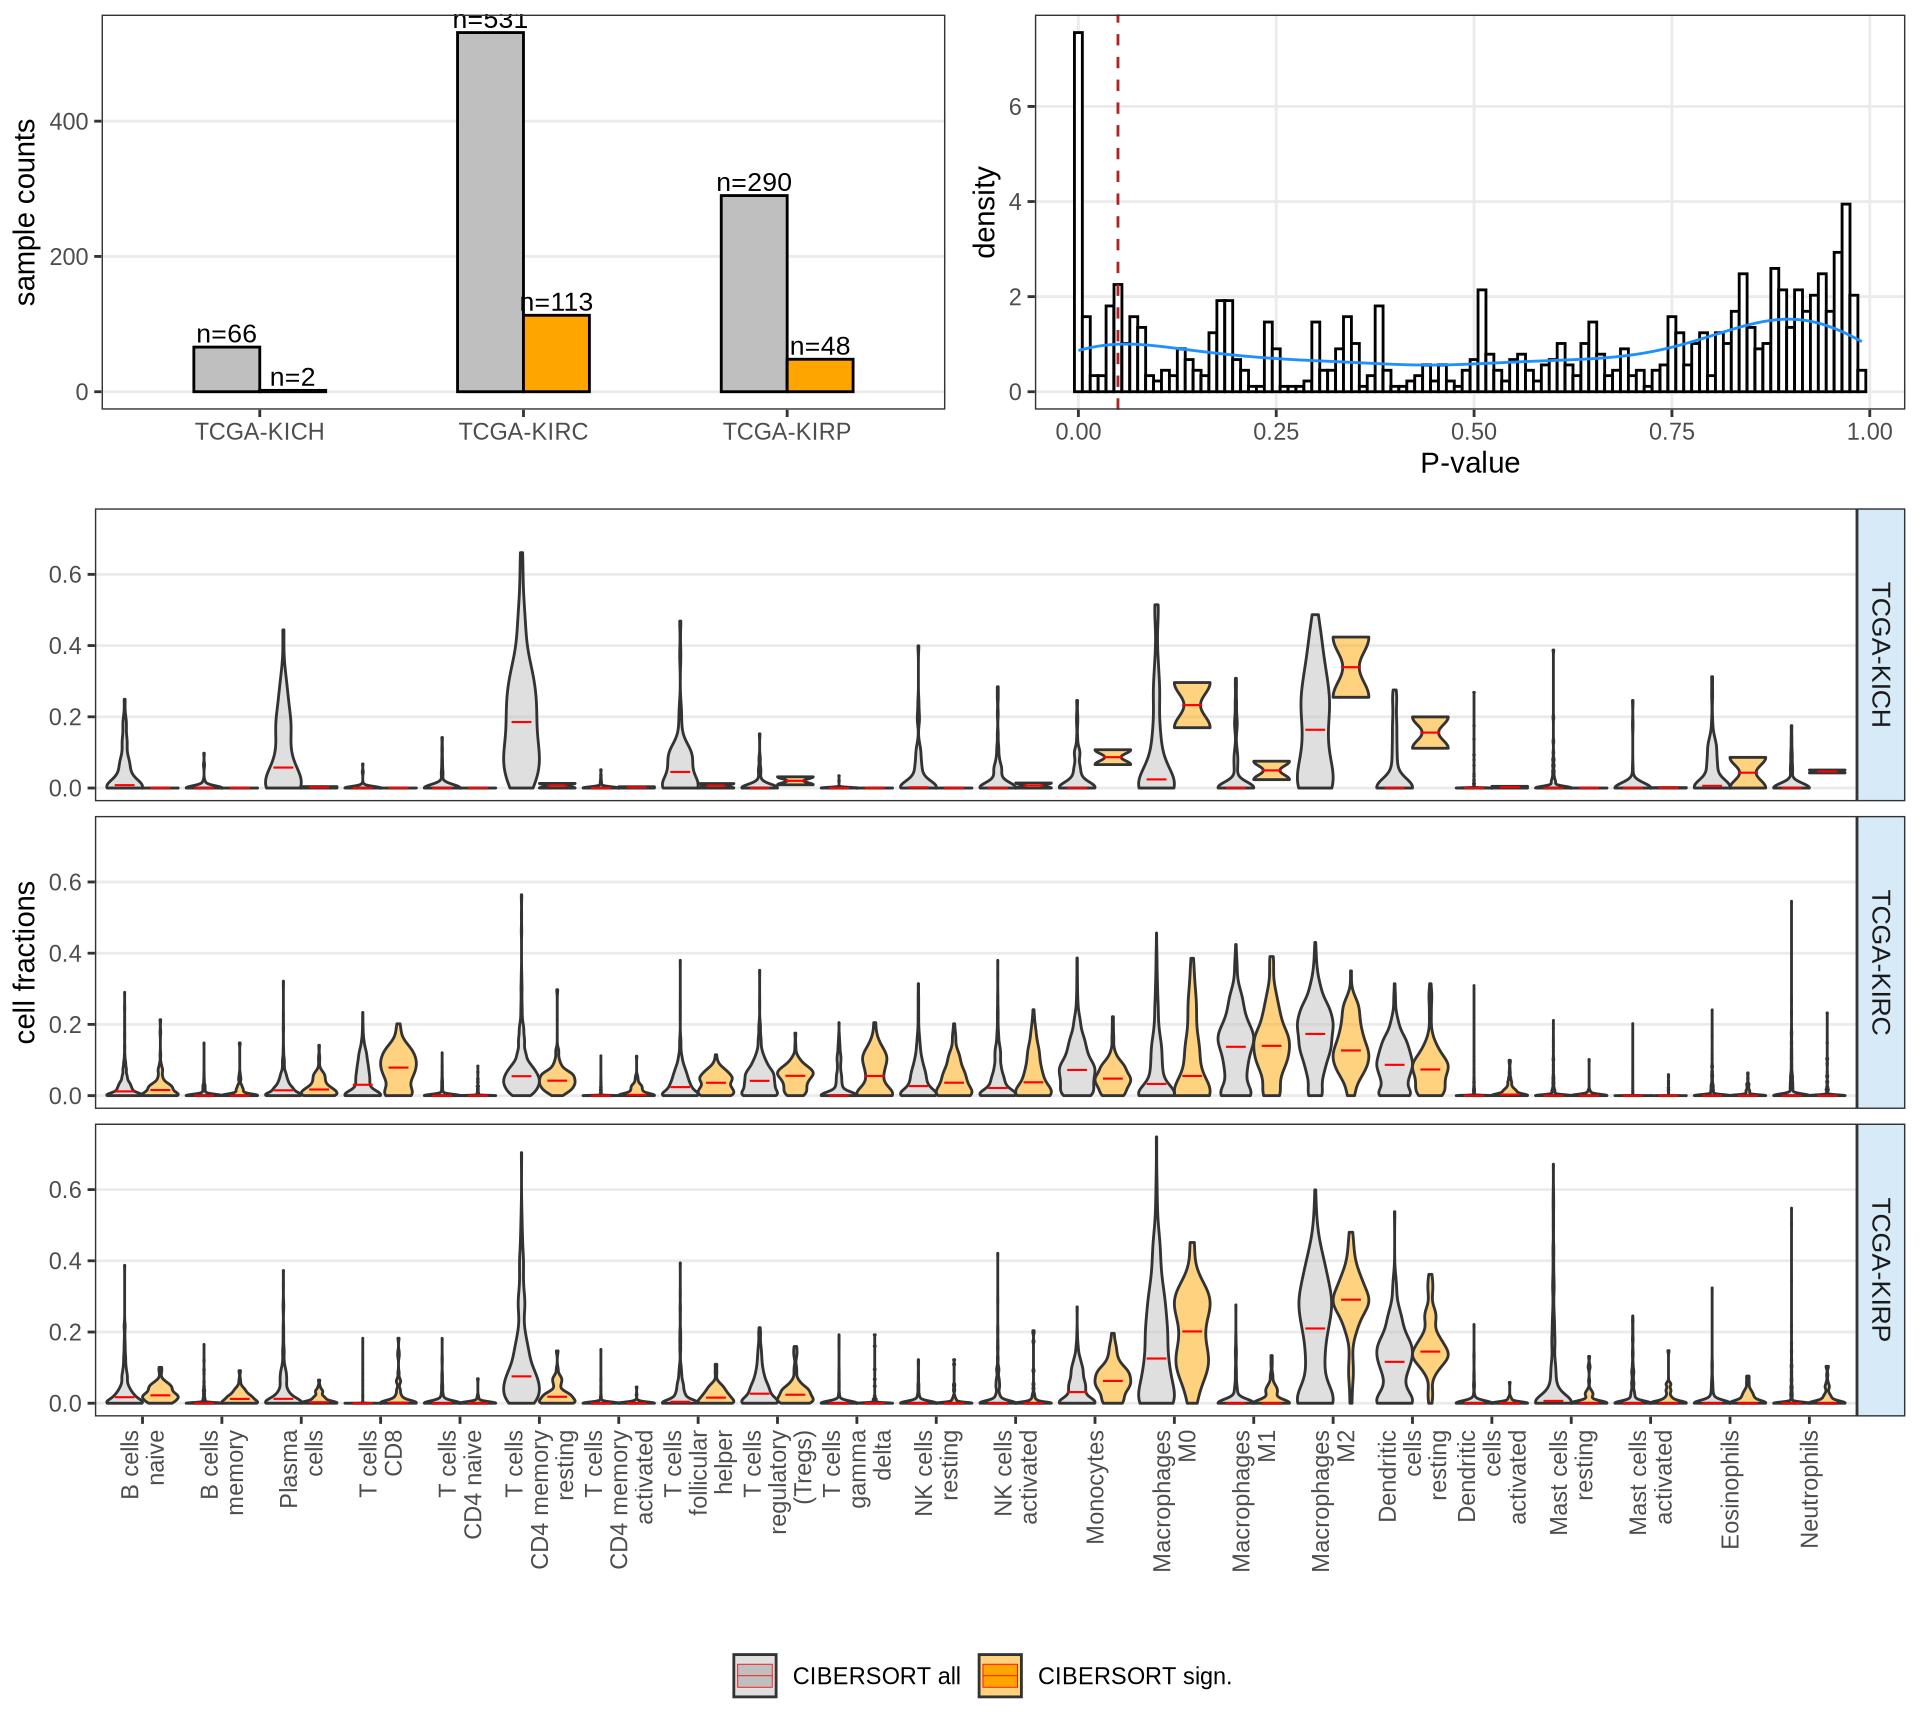 n=531
n=290
n=113
n=66
n=48
n=2
sample counts
400
200
0
TCGA-KICH
TCGA-KIRC
TCGA-KIRP
density
6
4
2
0
0.00
0.25
0.50
0.75
1.00
P-value
cell fractions
0.6
0.4
0.2
0.0
TCGA-KICH
0.6
0.4
0.2
0.0
TCGA-KIRC
0.6
0.4
0.2
0.0
TCGA-KIRP
B cells
naive
B cells
memory
Plasma
cells
T cells
CD8
T cells
CD4 naive
T cells
CD4 memory
resting
T cells
CD4 memory
activated
T cells
follicular
helper
T cells
regulatory
(Tregs)
T cells
gamma
delta
NK cells
resting
NK cells
activated
Monocytes
Macrophages
M0
Macrophages
M1
Macrophages
M2
Dendritic
cells
resting
Dendritic
cells
activated
Mast cells
resting
Mast cells
activated
Eosinophils
Neutrophils
CIBERSORT all
CIBERSORT sign.